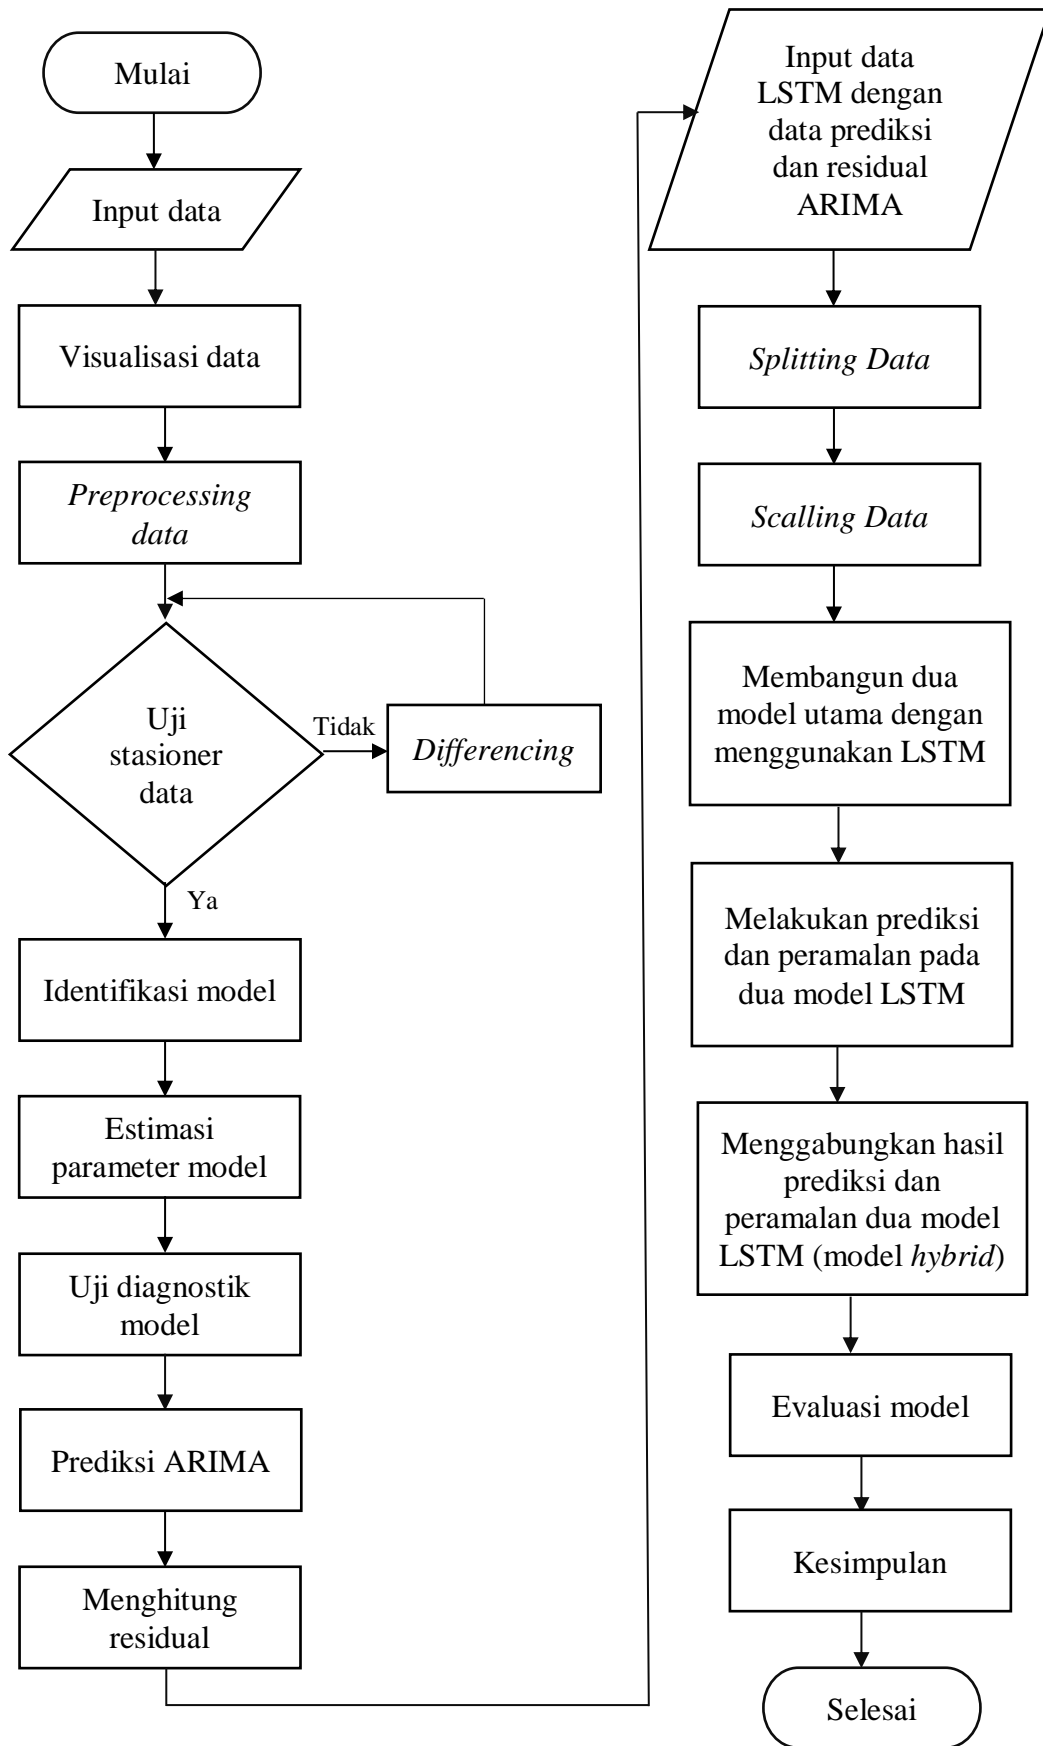 Mulai
Input data
Visualisasi data
Preprocessing
data
Uji
stasioner
data
Tidak
Differencing
Ya
Identifikasi model
Estimasi
parameter model
Uji diagnostik
model
Prediksi ARIMA
Menghitung
residual
Input data
LSTM dengan
data prediksi
dan residual
ARIMA
Splitting Data
Scalling Data
Membangun dua
model utama dengan
menggunakan LSTM
Melakukan prediksi
dan peramalan pada
dua model LSTM
Menggabungkan hasil
prediksi dan
peramalan dua model
LSTM (model hybrid)
Evaluasi model
Kesimpulan
Selesai